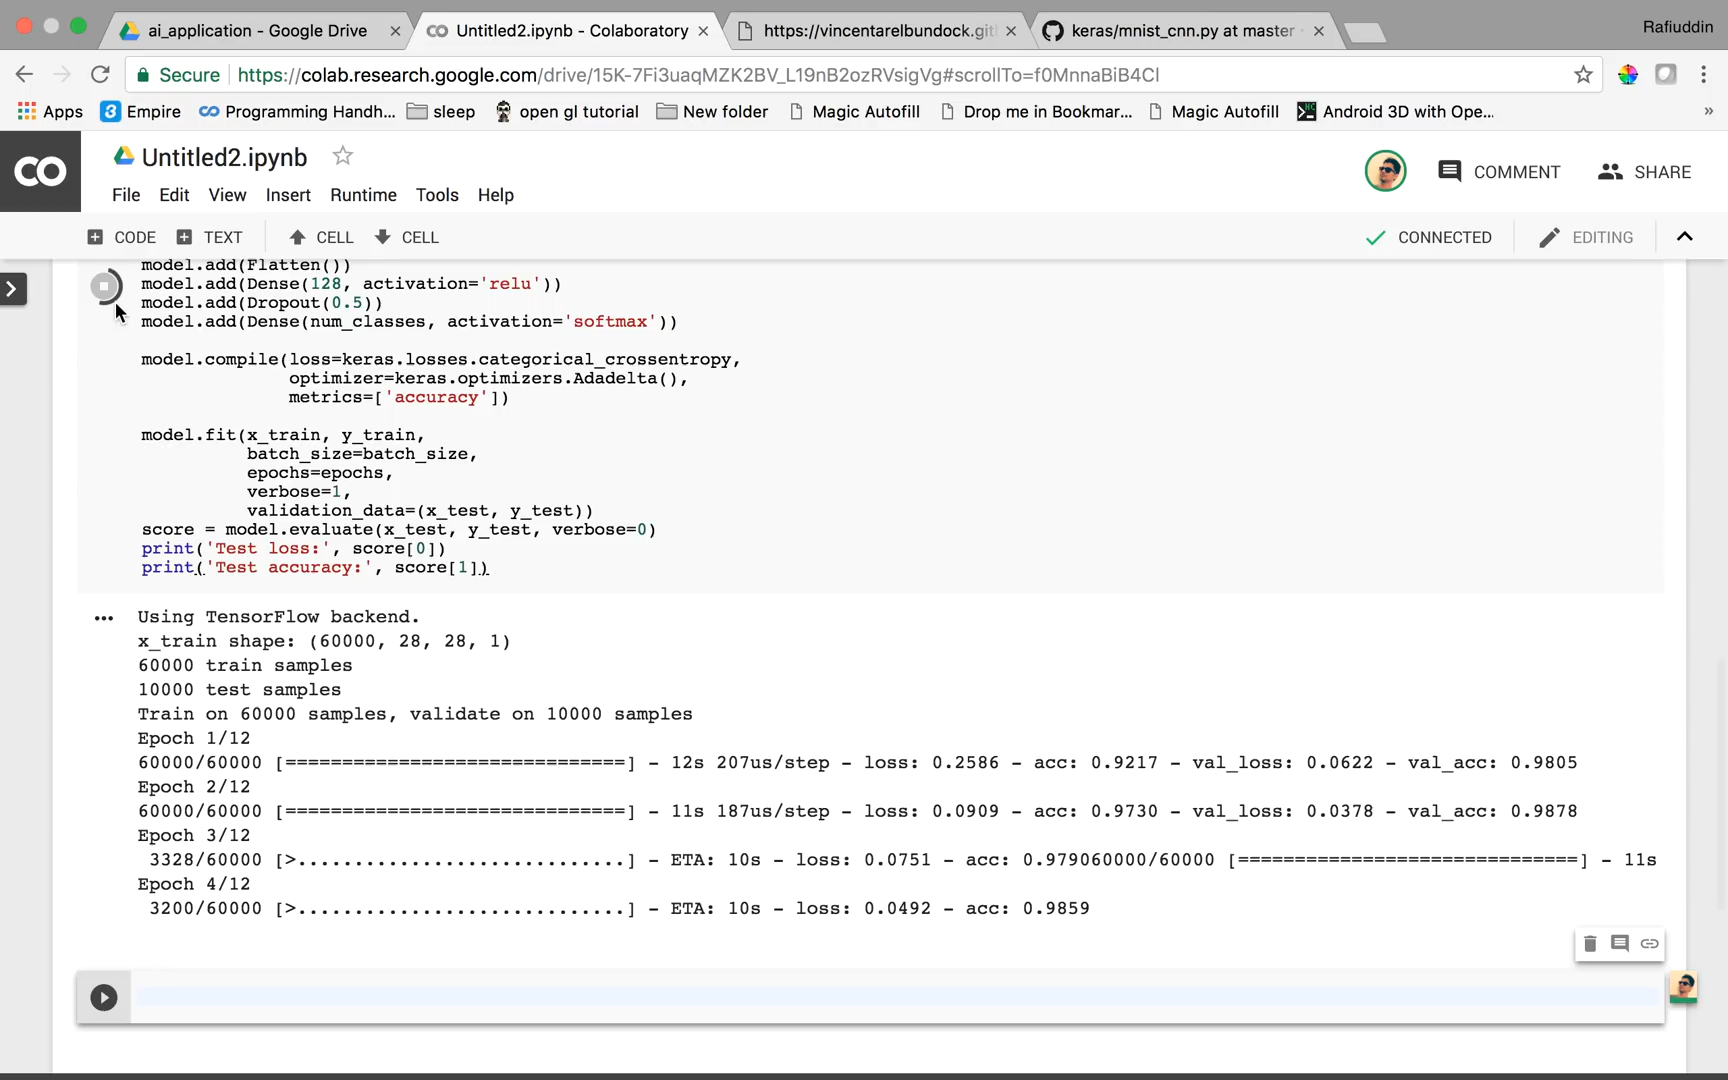 ai_application - Google Drive
Untitled2.ipynb - Colaboratory
https://vincentarelbundock.git
keras/mnist_cnn.py at master
Rafiuddin
Secure
https://colab.research.google.com/drive/15K-7Fi3uaqMZK2BV_L19nB2ozRVsigVg#scrollTo=f0MnnaBiB4Cl
Apps
Empire
Programming Handh...
sleep
open gl tutorial
New folder
Magic Autofill
Drop me in Bookmar...
Magic Autofill
Android 3D with Ope...
»
CO
Untitled2.ipynb
COMMENT
SHARE
File Edit View Insert Runtime Tools Help
CODE TEXT CELL CELL
CONNECTED
EDITING
model.add(Flatten())
model.add(Dense(128, activation='relu'))
model.add(Dropout(0.5))
model.add(Dense(num_classes, activation='softmax'))
model.compile(loss=keras.losses.categorical_crossentropy,
optimizer=keras.optimizers.Adadelta(),
metrics=['accuracy'])
model.fit(x_train, y_train,
batch_size=batch_size,
epochs=epochs,
verbose=1,
validation_data=(x_test, y_test))
score = model.evaluate(x_test, y_test, verbose=0)
print('Test loss:', score[0])
print('Test accuracy:', score[1])
Using TensorFlow backend.
x_train shape: (60000, 28, 28, 1)
60000 train samples
10000 test samples
Train on 60000 samples, validate on 10000 samples
Epoch 1/12
60000/60000 [==============================] - 12s 207us/step - loss: 0.2586 - acc: 0.9217 - val_loss: 0.0622 - val_acc: 0.9805
Epoch 2/12
60000/60000 [==============================] - 11s 187us/step - loss: 0.0909 - acc: 0.9730 - val_loss: 0.0378 - val_acc: 0.9878
Epoch 3/12
3328/60000 [>.............................] - ETA: 10s - loss: 0.0751 - acc: 0.979060000/60000 [==============================] - 11s
Epoch 4/12
3200/60000 [>.............................] - ETA: 10s - loss: 0.0492 - acc: 0.9859